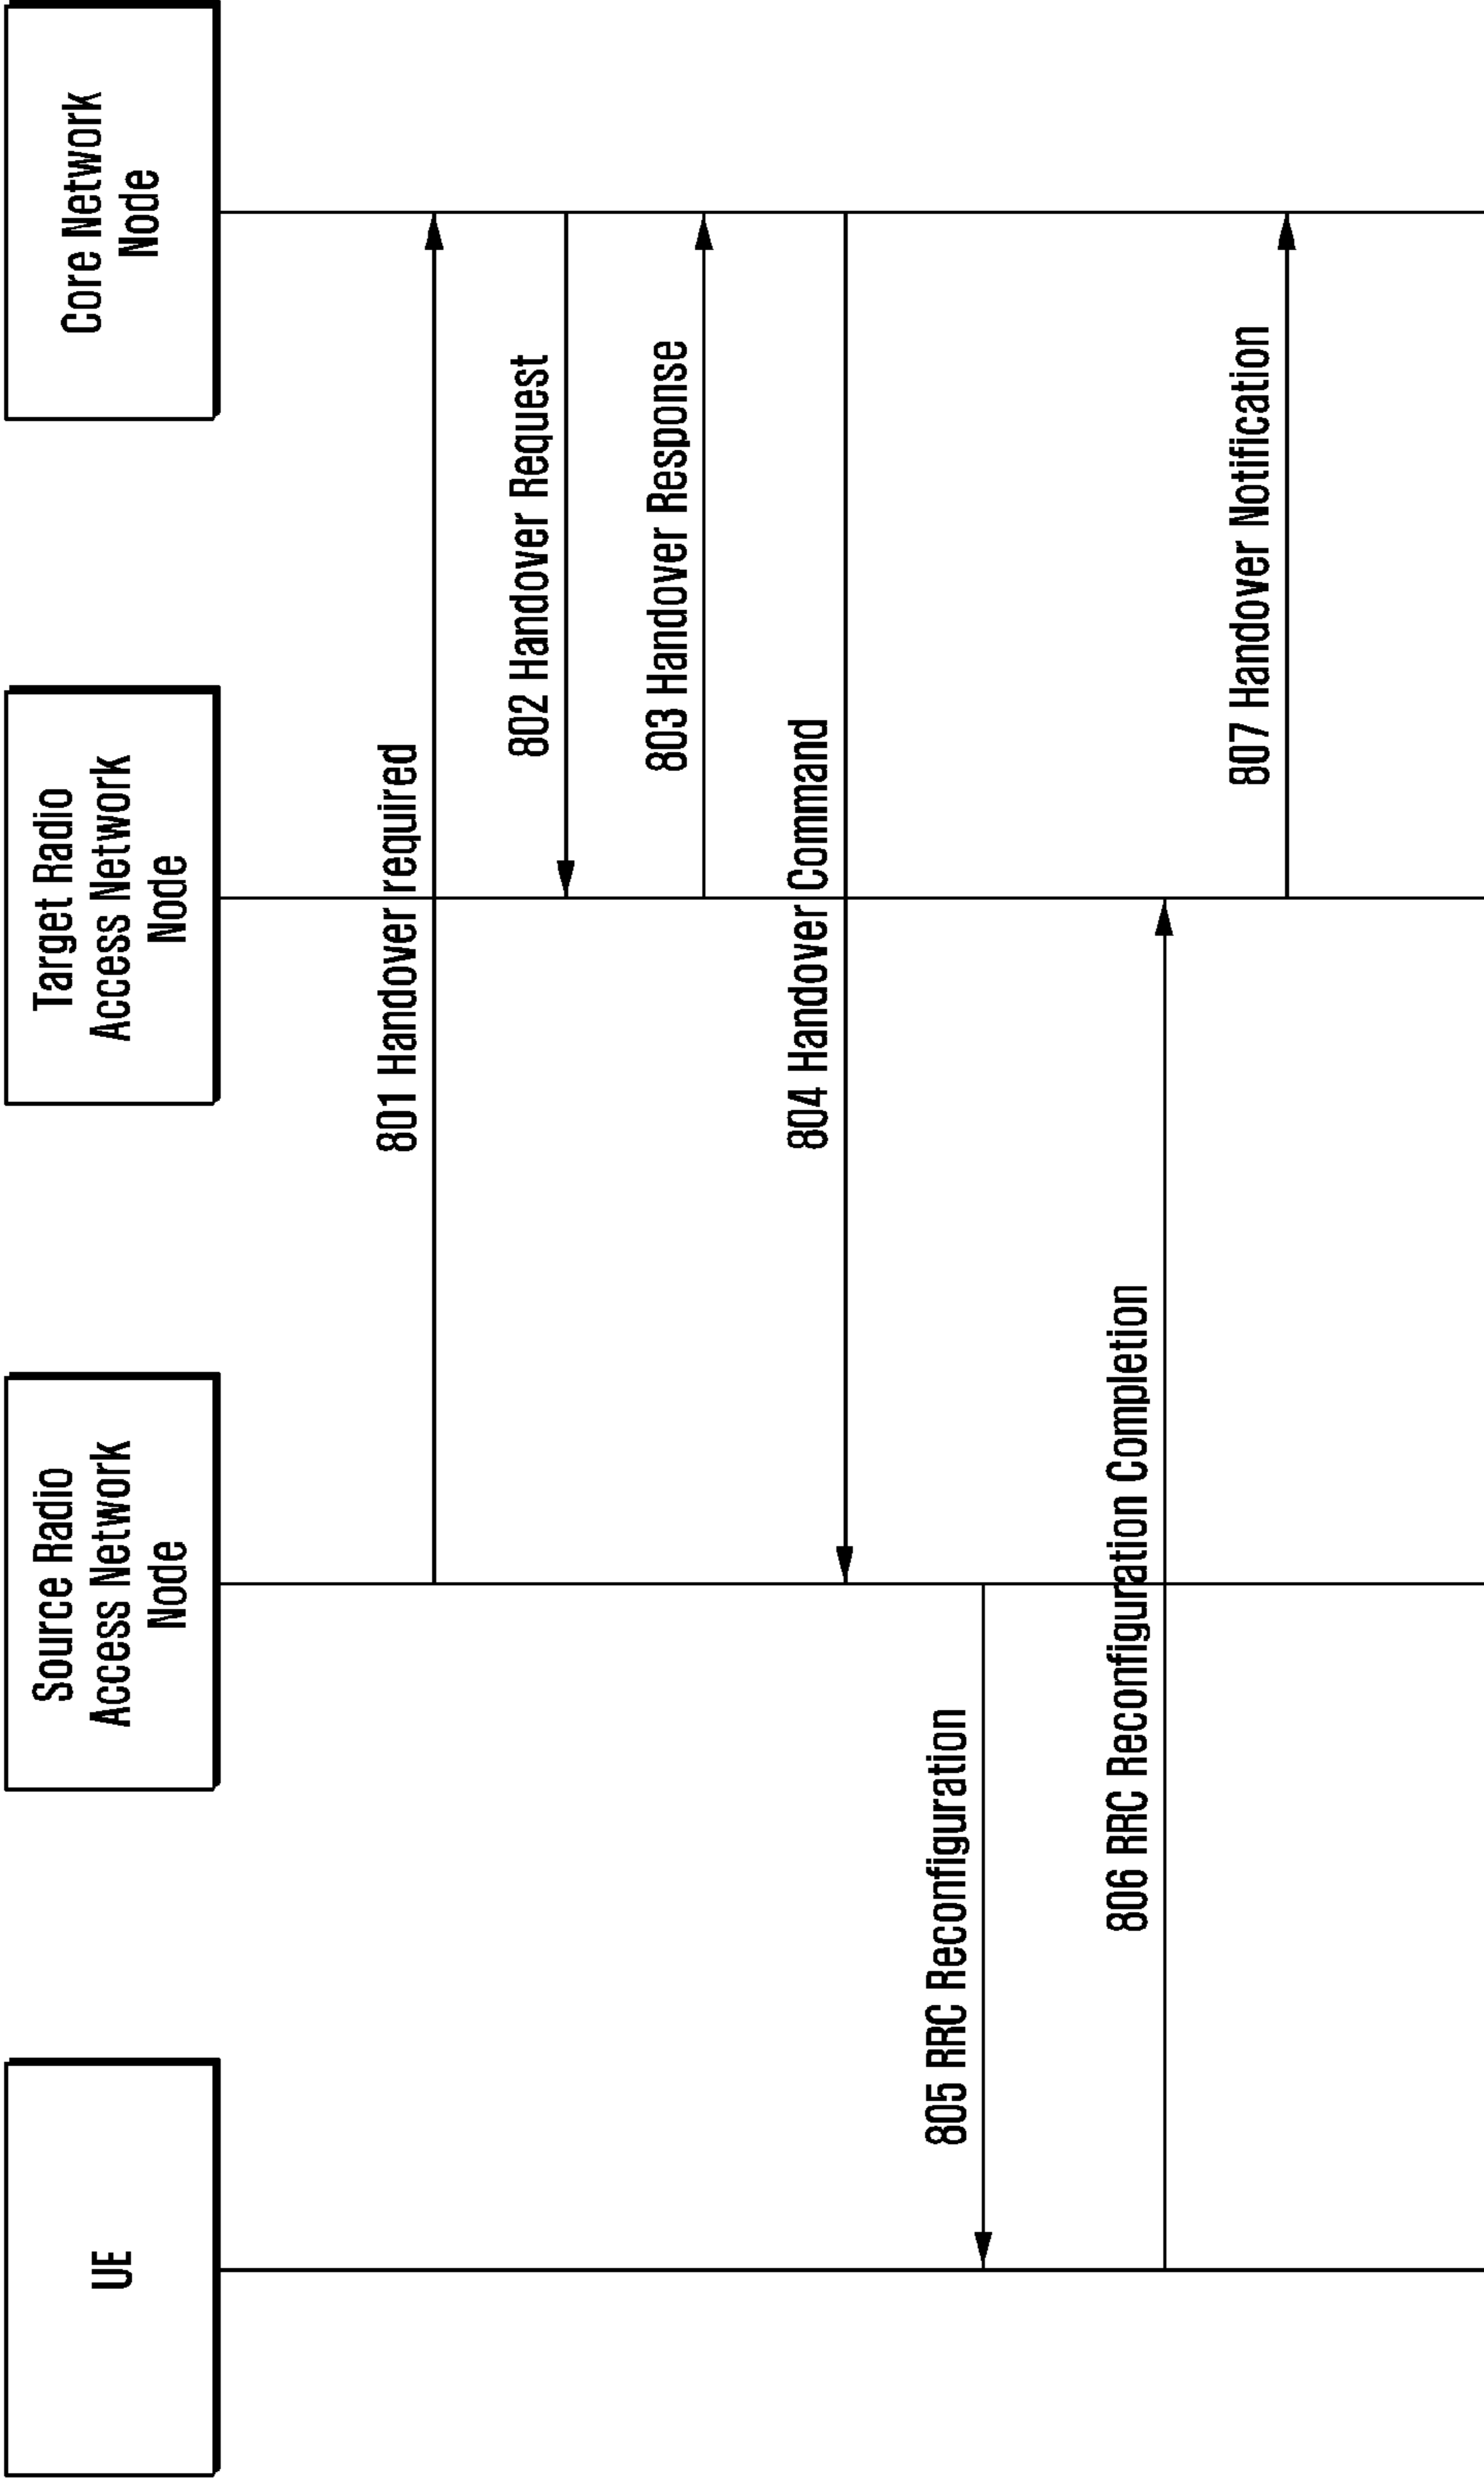 UE
Source Radio
Access Network
Node
Target Radio
Access Network
Node
Core Network
Node
801 Handover required
802 Handover Request
803 Handover Response
804 Handover Command
805 RRC Reconfiguration
806 RRC Reconfiguration Completion
807 Handover Notification